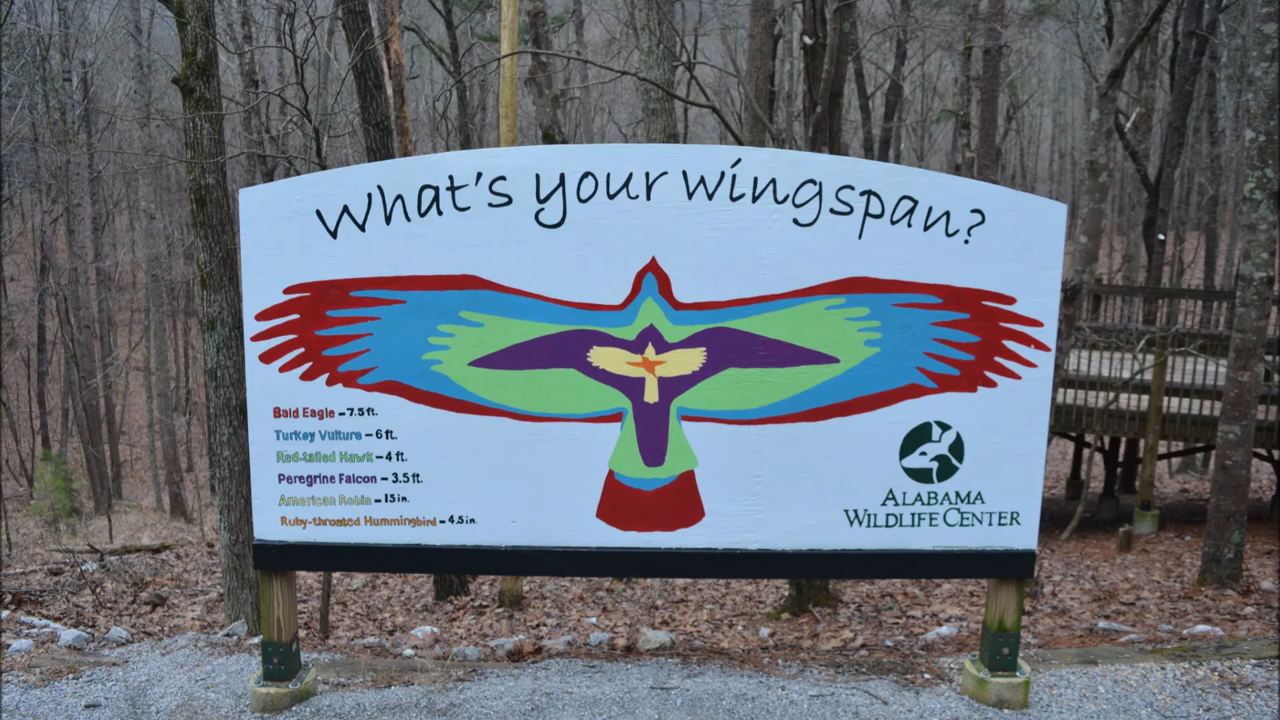 What's your wingspan?
Bald Eagle - 7.5 ft.
Turkey Vulture - 6 ft.
Red-tailed Hawk - 4 ft.
Peregrine Falcon - 3.5 ft.
American Robin - 15 in.
Ruby-throated Hummingbird - 4.5 in.
ALABAMA
WILDLIFE CENTER